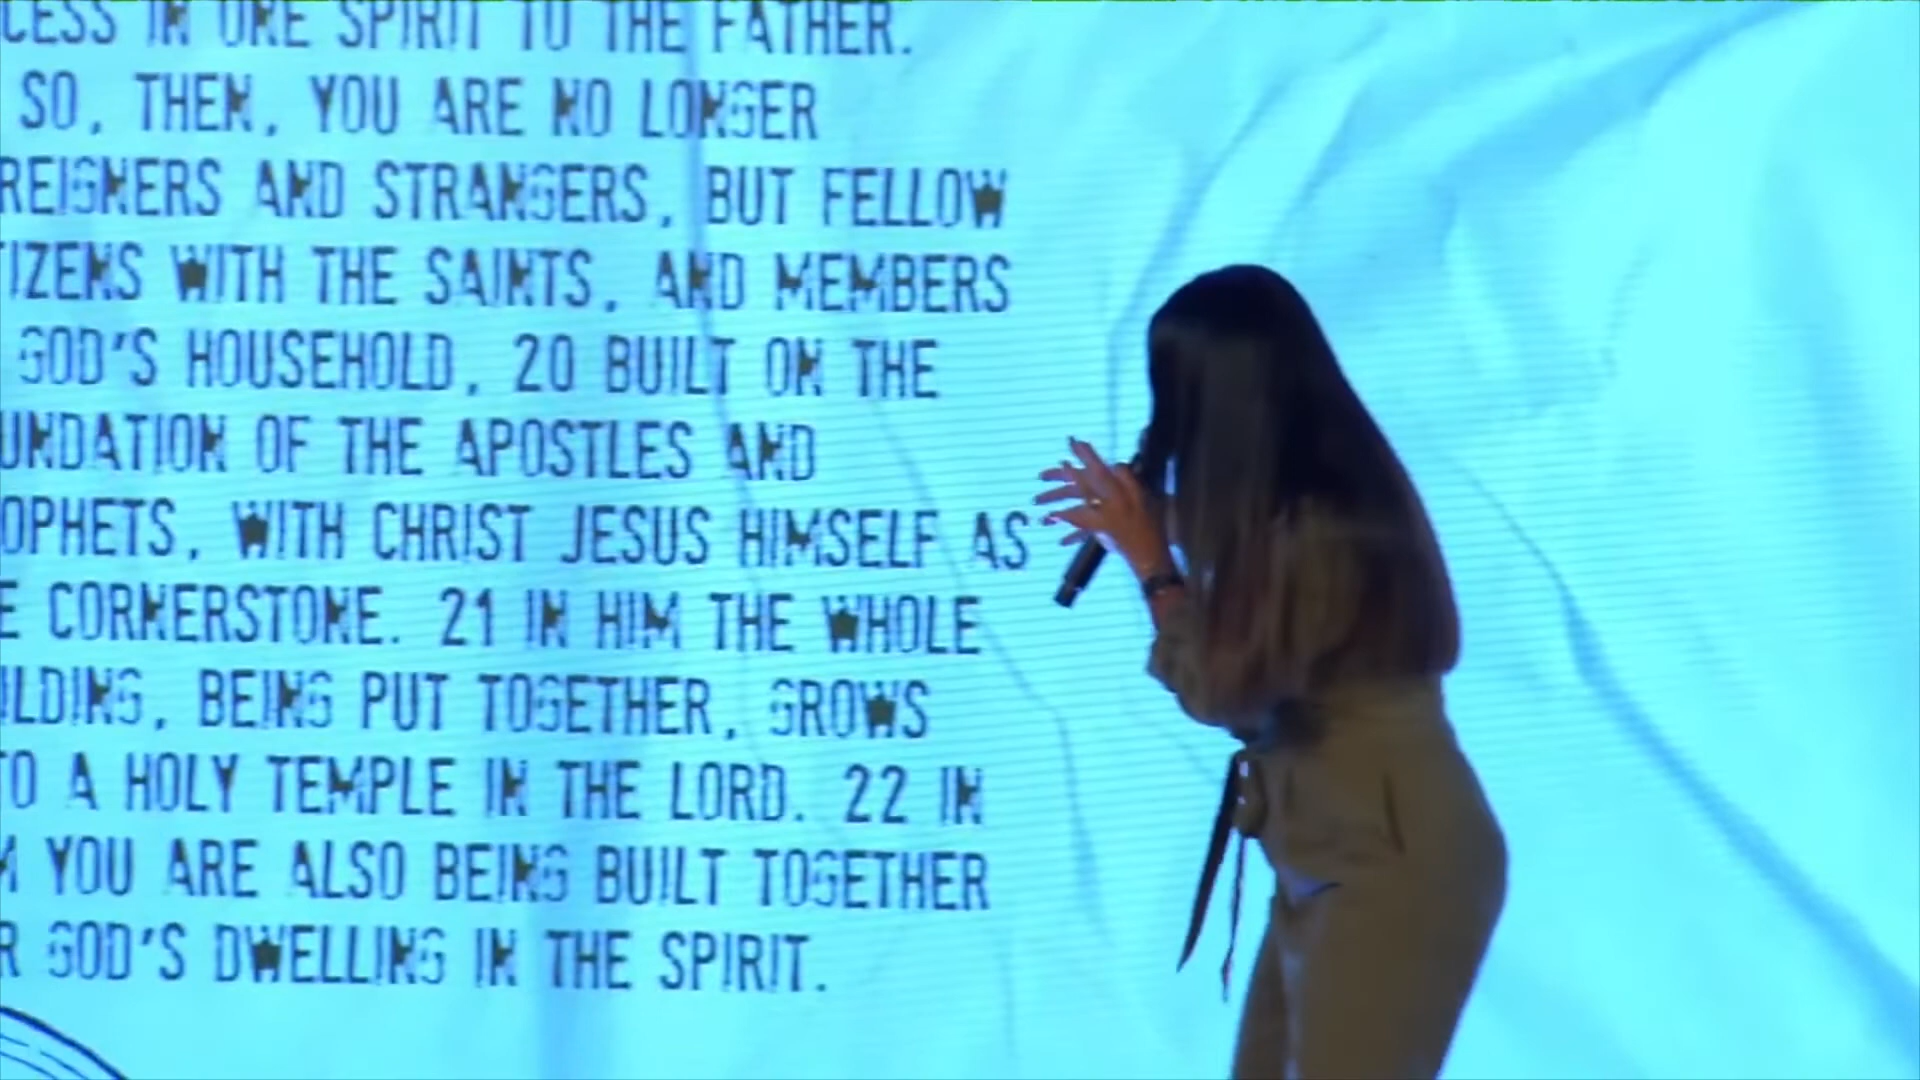 CESS IN ONE SPIRIT TO THE FATHER.
SO, THEN, YOU ARE NO LONGER
REIGNERS AND STRANGERS, BUT FELLOW
TIZENS WITH THE SAINTS, AND MEMBERS
GOD'S HOUSEHOLD, 20 BUILT ON THE
UNDATION OF THE APOSTLES AND
OPHETS, WITH CHRIST JESUS HIMSELF AS
E CORNERSTONE. 21 IN HIM THE WHOLE
ILDING, BEING PUT TOGETHER, GROWS
TO A HOLY TEMPLE IN THE LORD. 22 IN
M YOU ARE ALSO BEING BUILT TOGETHER
R GOD'S DWELLING IN THE SPIRIT.